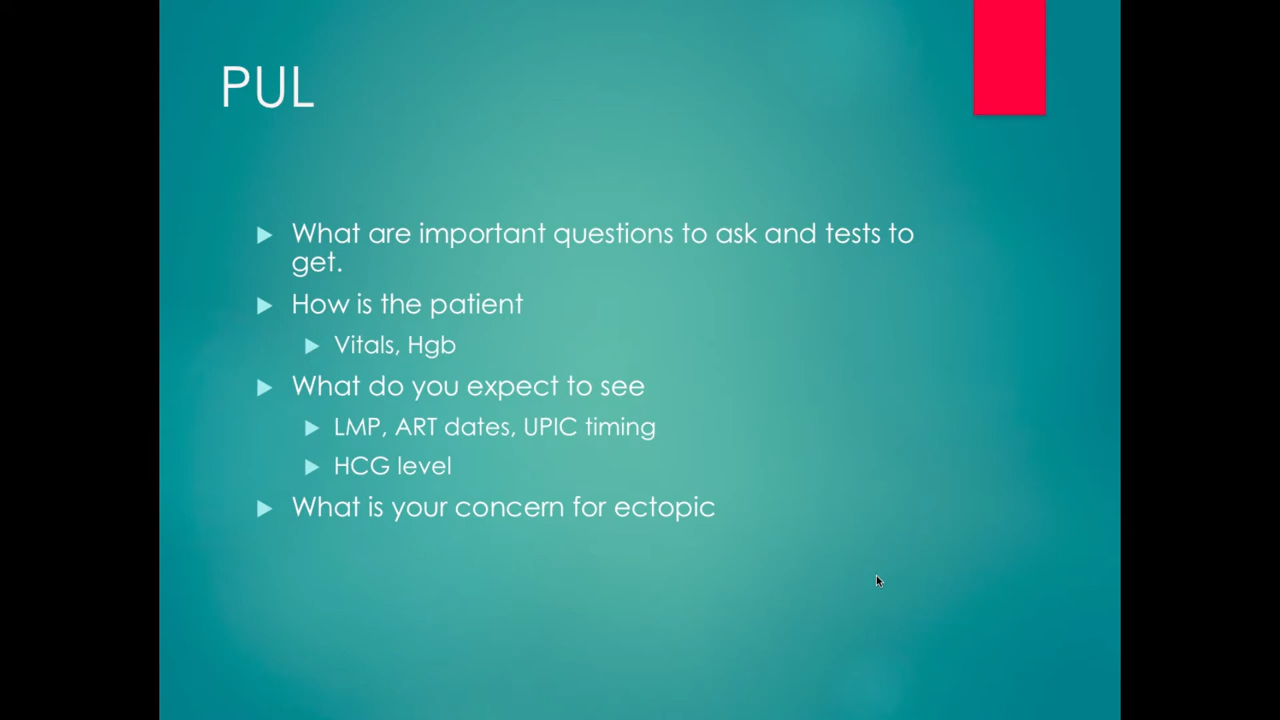 PUL
What are important questions to ask and tests to
get.
How is the patient
Vitals, Hgb
What do you expect to see
LMP, ART dates, UPIC timing
HCG level
What is your concern for ectopic